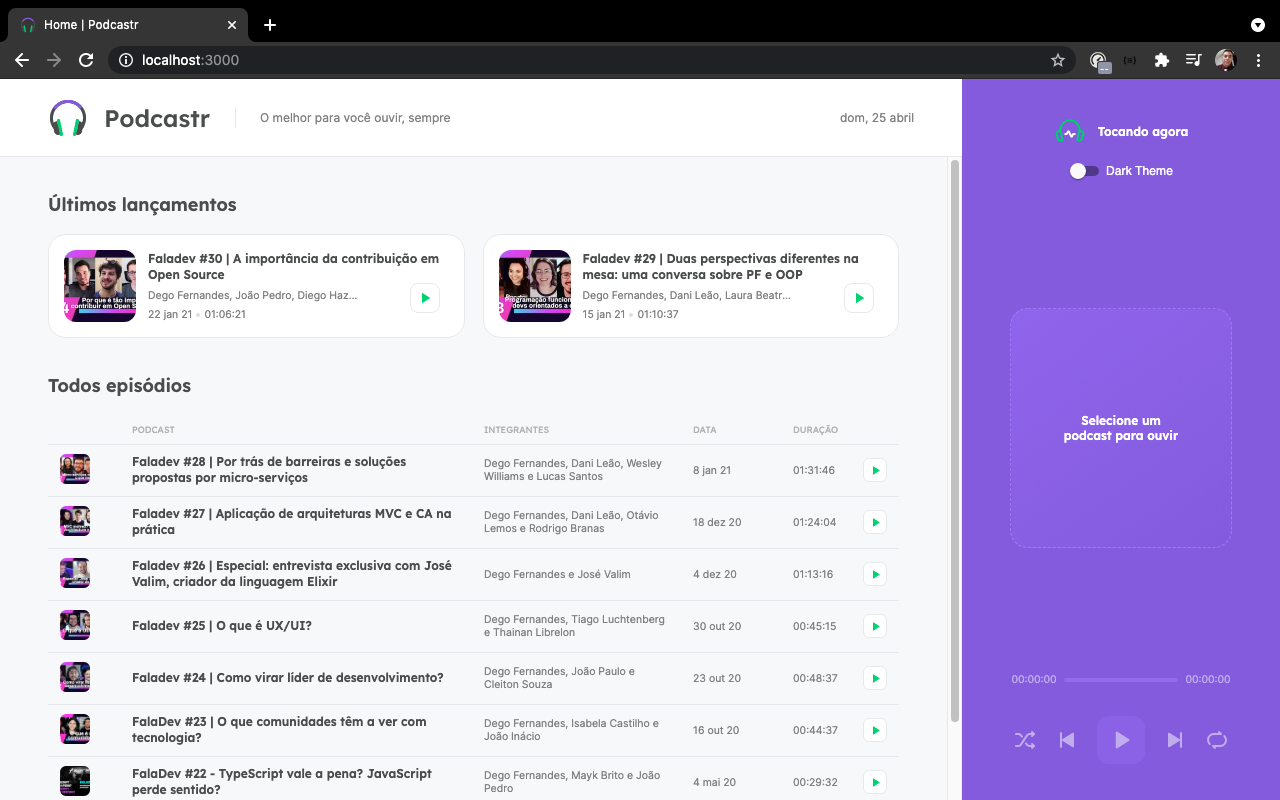 Home | Podcastr
localhost:3000
Podcastr
O melhor para você ouvir, sempre
dom, 25 abril
Tocando agora
Dark Theme
Últimos lançamentos
Faladev #30 | A importância da contribuição em
Open Source
Dego Fernandes, João Pedro, Diego Haz...
22 jan 21
01:06:21
Faladev #29 | Duas perspectivas diferentes na
mesa: uma conversa sobre PF e OOP
Dego Fernandes, Dani Leão, Laura Beatr...
15 jan 21
01:10:37
Selecione um
podcast para ouvir
Todos episódios
PODCAST INTEGRANTES DATA DURAÇÃO
Faladev #28 | Por trás de barreiras e soluções
propostas por micro-serviços
Dego Fernandes, Dani Leão, Wesley
Williams e Lucas Santos
8 jan 21
01:31:46
Faladev #27 | Aplicação de arquiteturas MVC e CA na
prática
Dego Fernandes, Dani Leão, Otávio
Lemos e Rodrigo Branas
18 dez 20
01:24:04
Faladev #26 | Especial: entrevista exclusiva com José
Valim, criador da linguagem Elixir
Dego Fernandes e José Valim
4 dez 20
01:13:16
Faladev #25 | O que é UX/UI?
Dego Fernandes, Tiago Luchtenberg
e Thainan Librelon
30 out 20
00:45:15
Faladev #24 | Como virar líder de desenvolvimento?
Dego Fernandes, João Paulo e
Cleiton Souza
23 out 20
00:48:37
FalaDev #23 | O que comunidades têm a ver com
tecnologia?
Dego Fernandes, Isabela Castilho e
João Inácio
16 out 20
00:44:37
FalaDev #22 - TypeScript vale a pena? JavaScript
perde sentido?
Dego Fernandes, Mayk Brito e João
Pedro
4 mai 20
00:29:32
00:00:00
00:00:00